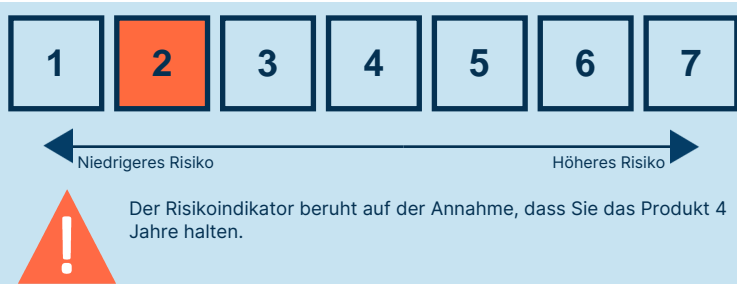 1 2 3 4 5 6 7
Niedrigeres Risiko Höheres Risiko
Der Risikoindikator beruht auf der Annahme, dass Sie das Produkt 4
Jahre halten.